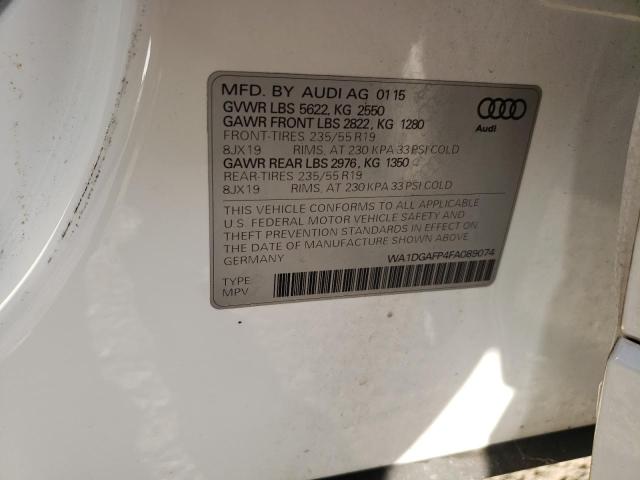 MFD. BY AUDI AG 01 15
GVWR LBS 5622, KG 2550
GAWR FRONT LBS 2822, KG 1280
FRONT-TIRES 235/55 R19
8JX19 RIMS, AT 230 KPA 33 PSI COLD
GAWR REAR LBS 2976, KG 1350
REAR-TIRES 235/55 R19
8JX19 RIMS, AT 230 KPA 33 PSI COLD
Audi
THIS VEHICLE CONFORMS TO ALL APPLICABLE
U.S. FEDERAL MOTOR VEHICLE SAFETY AND
THEFT PREVENTION STANDARDS IN EFFECT ON
THE DATE OF MANUFACTURE SHOWN ABOVE.
GERMANY
WA1DGAFP4FA089074
TYPE
MPV